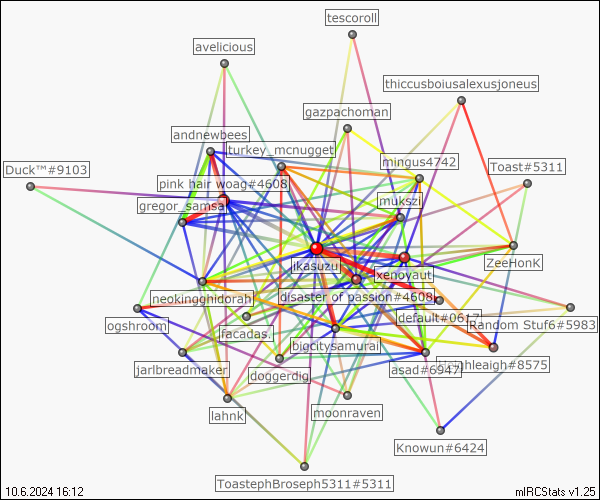 tescoroll
avelicious
thiccusboiusalexusjoneus
gazpachoman
andnewbees
turkey_mcnugget
mingus4742
Duck™#9103
Toast#5311
pink hair woag#4608
mukszi
gregor_samsa
jikasuzu
xenoyaut
ZeeHonK
disaster of passion#4608
neokingghidorah
default#0617
ogshroom
facadas.
Random Stuf6#5983
bigcitysamurai
jarlbreadmaker
doggerdig
asad#6947
#8575
lahnk
moonraven
Knowun#6424
ToastephBroseph5311#5311
10.6.2024 16:12
mIRCStats v1.25